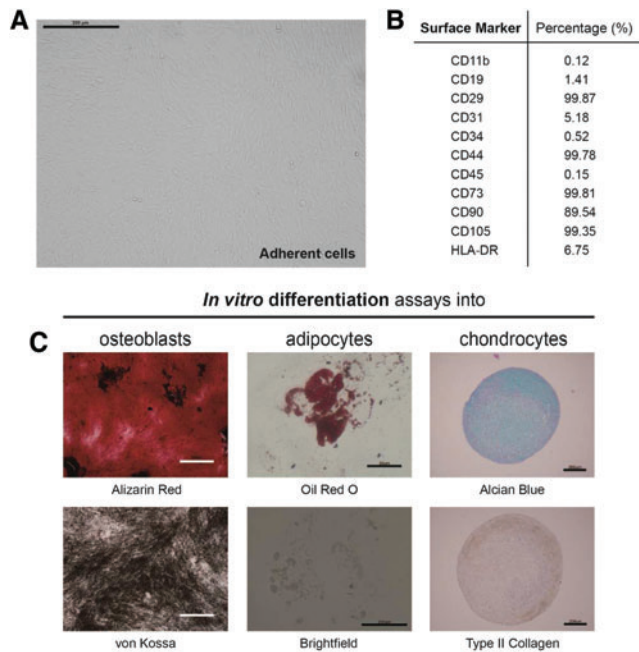 A
Adherent cells
B
Surface Marker Percentage (%)
CD11b 0.12
CD19 1.41
CD29 99.87
CD31 5.18
CD34 0.52
CD44 99.78
CD45 0.15
CD73 99.81
CD90 89.54
CD105 99.35
HLA-DR 6.75
In vitro differentiation assays into
C
osteoblasts adipocytes chondrocytes
Alizarin Red Oil Red O Alcian Blue
von Kossa Brightfield Type II Collagen